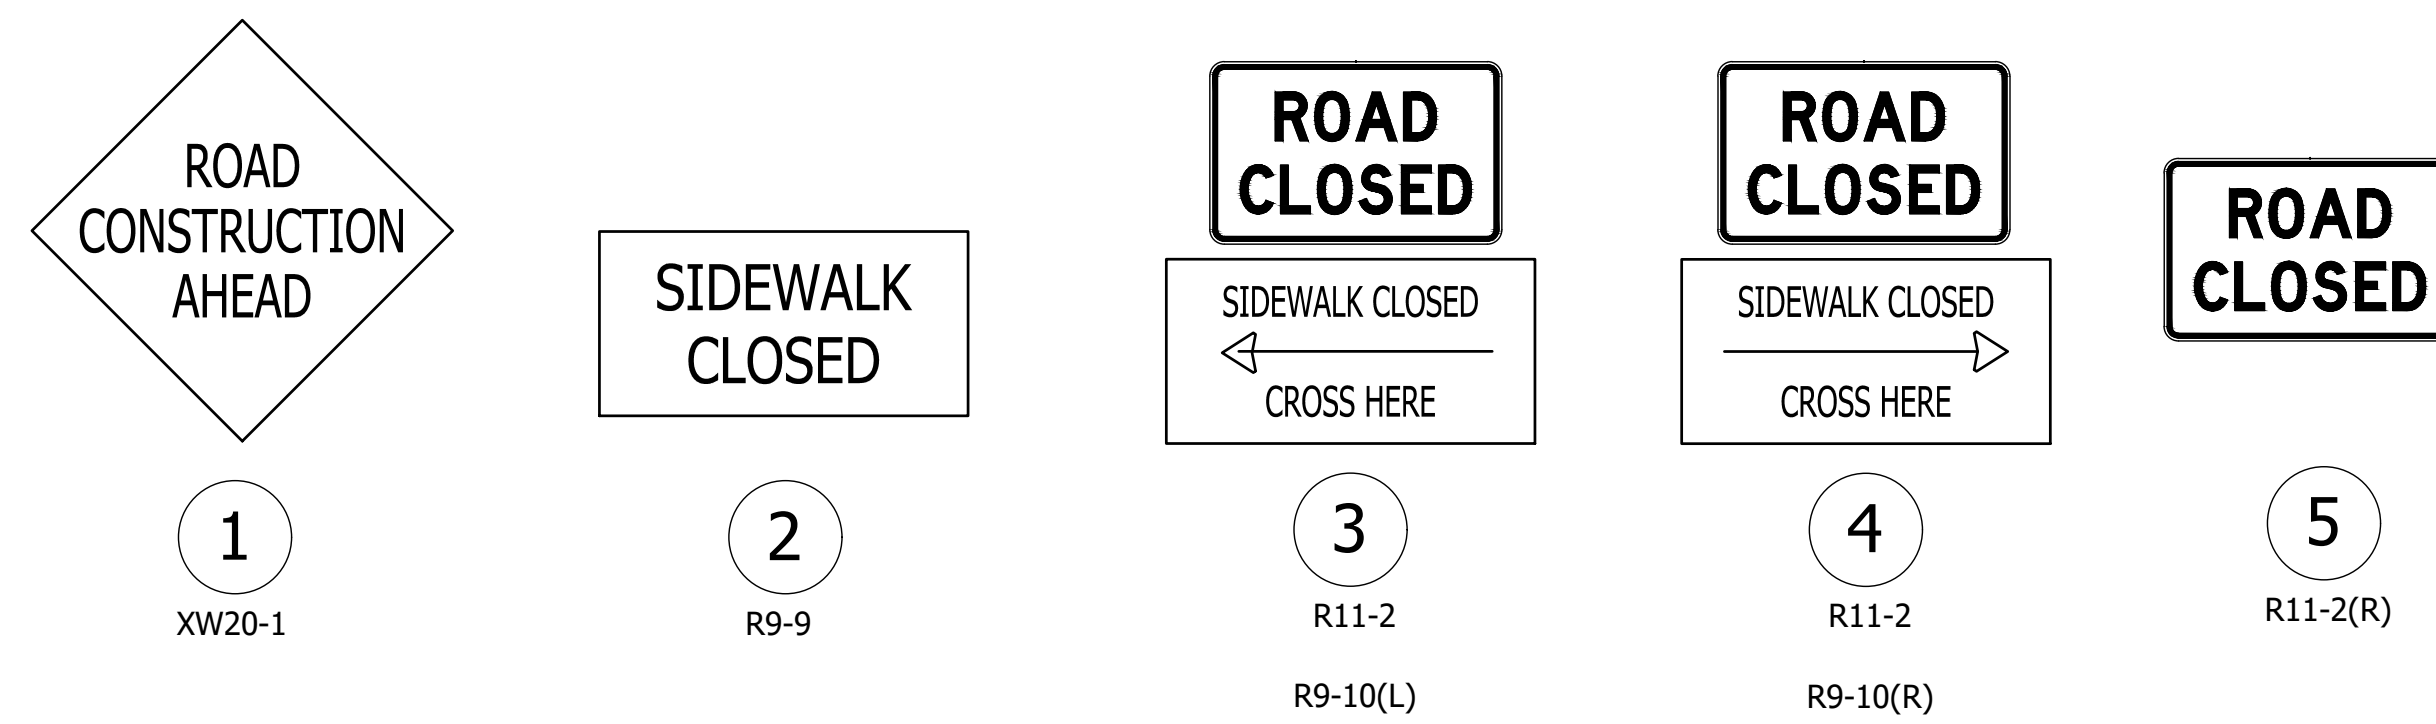 ROAD
CONSTRUCTION
AHEAD
1
XW20-1
SIDEWALK
CLOSED
2
R9-9
ROAD
CLOSED
SIDEWALK CLOSED
CROSS HERE
3
R11-2
R9-10(L)
ROAD
CLOSED
SIDEWALK CLOSED
CROSS HERE
4
R11-2
R9-10(R)
ROAD
CLOSED
5
R11-2(R)